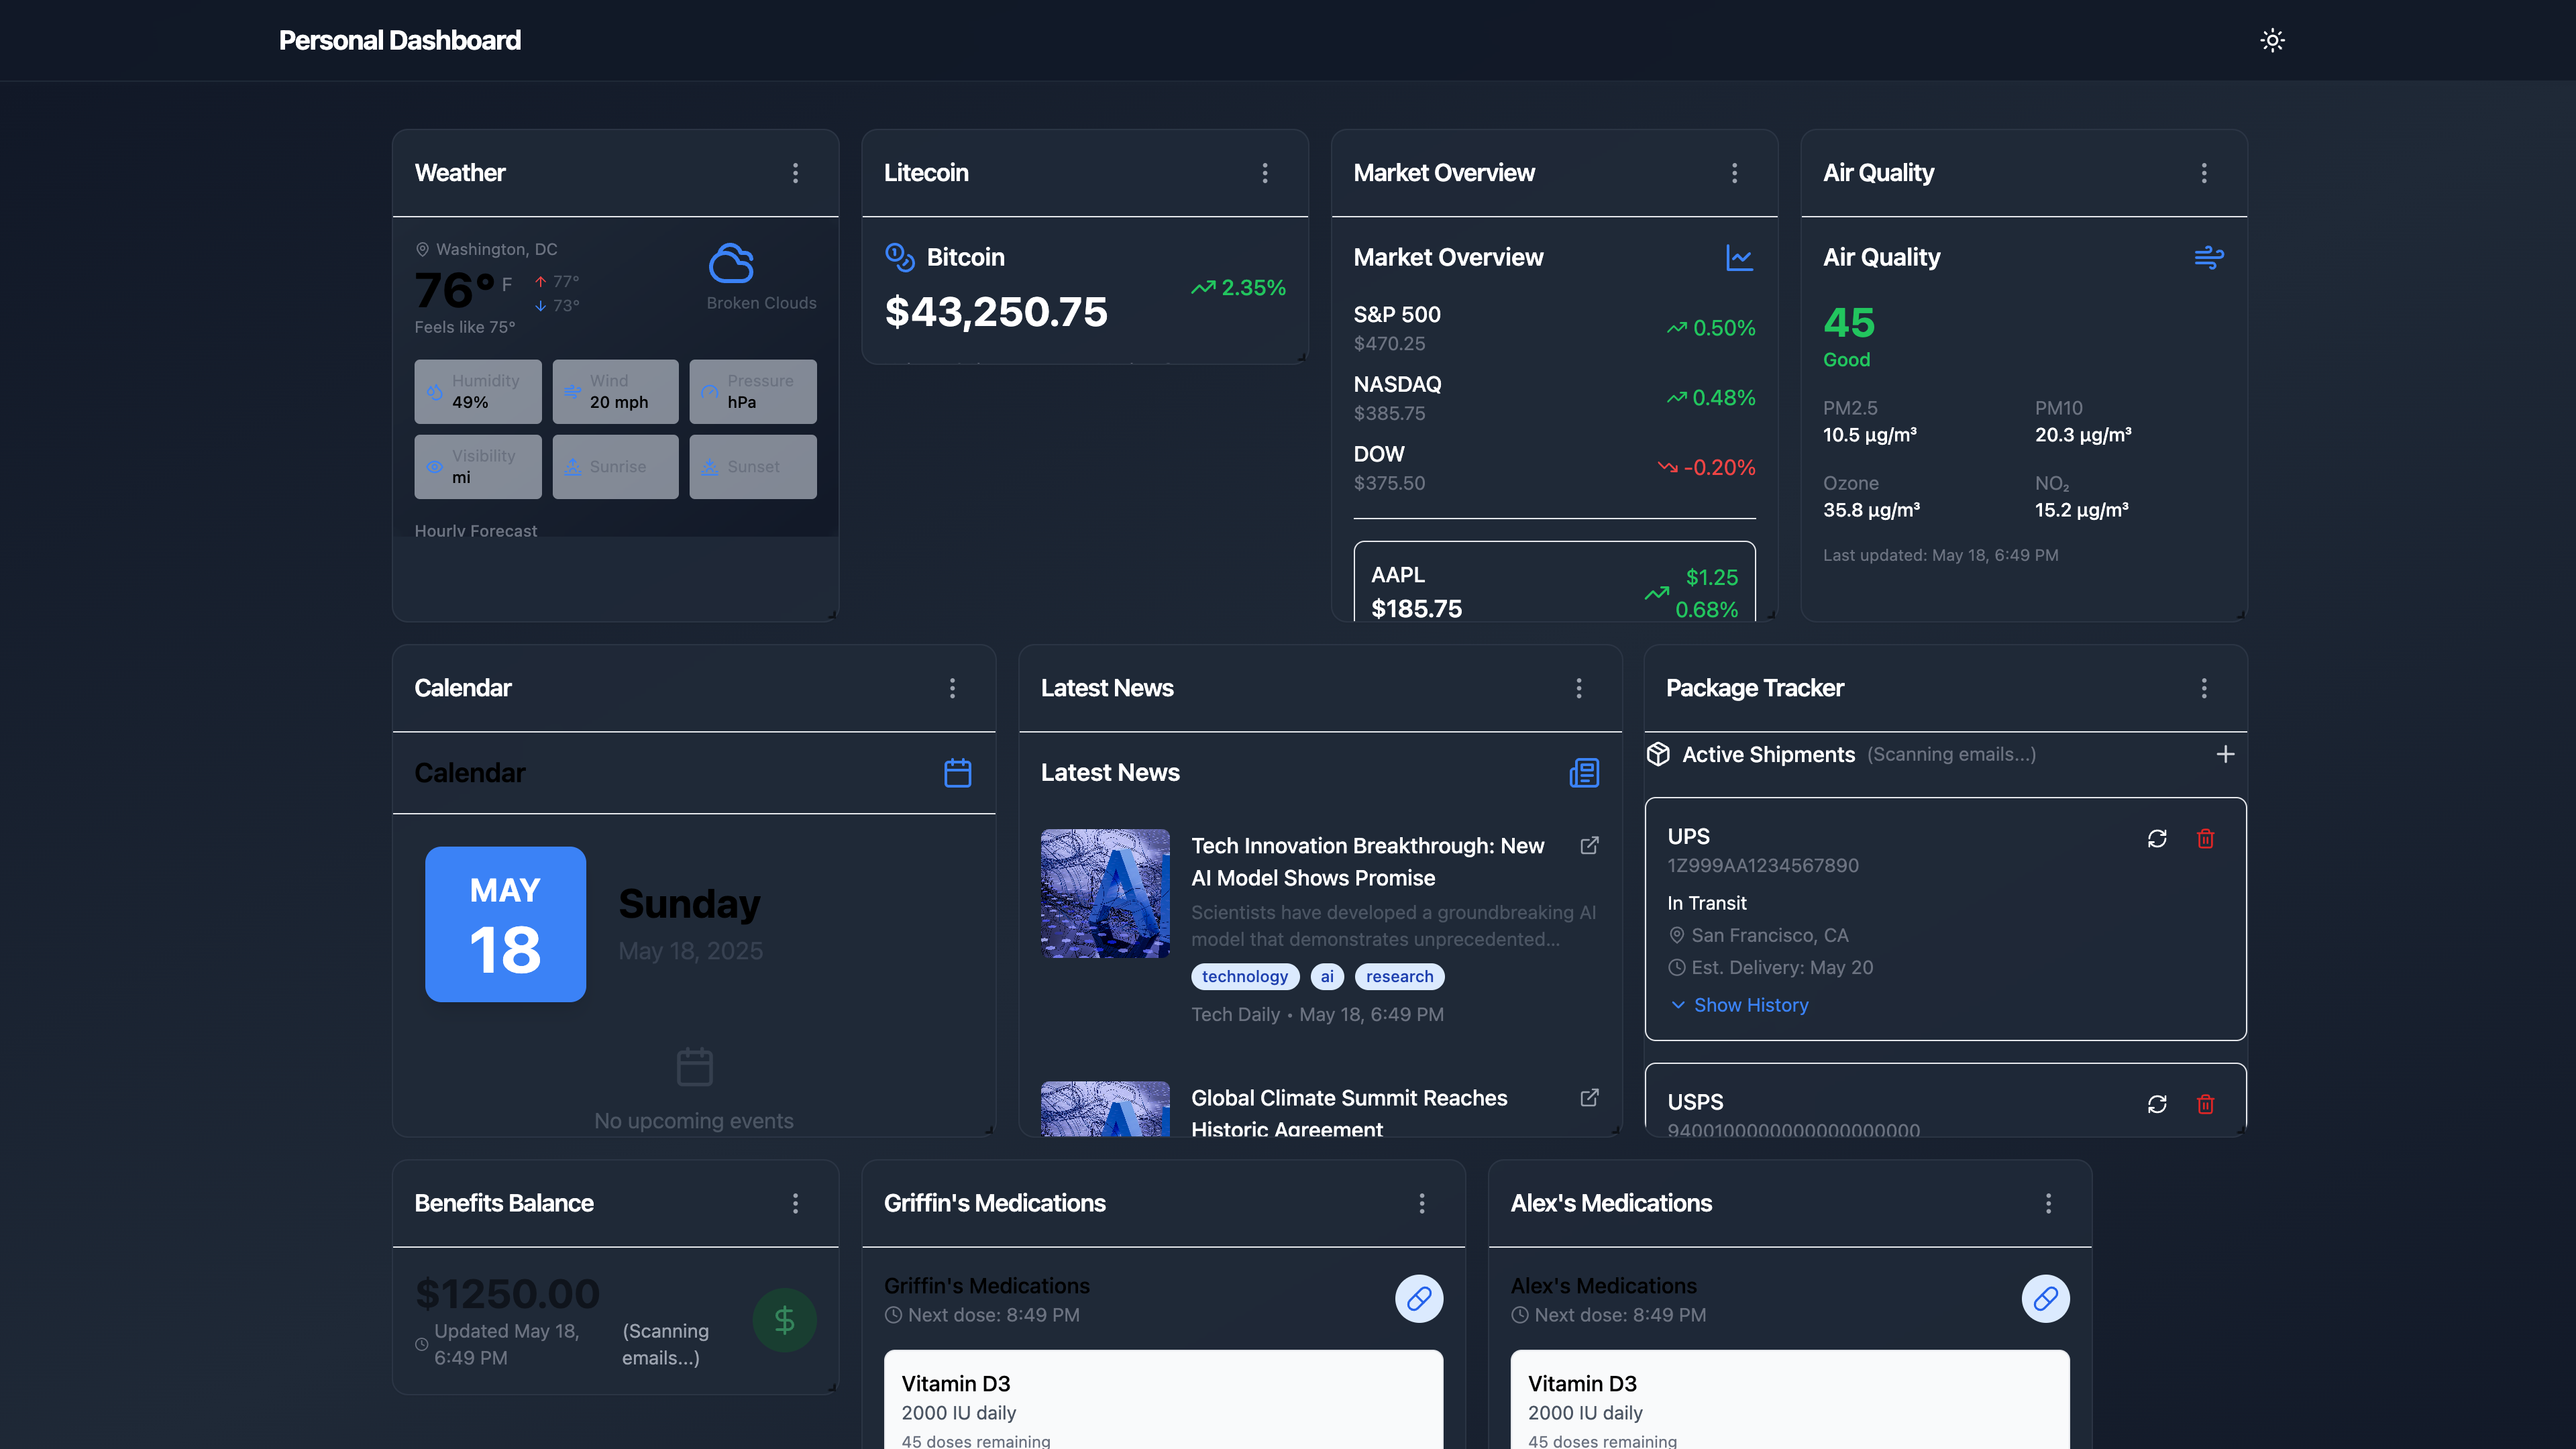 Personal Dashboard
Weather
Washington, DC
76° F
77°
73°
Feels like 75°
Broken Clouds
Humidity
49%
Wind
20 mph
Pressure
hPa
Visibility
mi
Sunrise
Sunset
Hourly Forecast
Litecoin
Bitcoin
$43,250.75
2.35%
Market Overview
Market Overview
S&P 500
$470.25
0.50%
NASDAQ
$385.75
0.48%
DOW
$375.50
-0.20%
AAPL
$185.75
$1.25
0.68%
Air Quality
Air Quality
45
Good
PM2.5
10.5 µg/m³
PM10
20.3 µg/m³
Ozone
35.8 µg/m³
NO₂
15.2 µg/m³
Last updated: May 18, 6:49 PM
Calendar
Calendar
MAY
18
Sunday
May 18, 2025
No upcoming events
Latest News
Latest News
Tech Innovation Breakthrough: New
AI Model Shows Promise
Scientists have developed a groundbreaking AI
model that demonstrates unprecedented...
technology
ai
research
Tech Daily • May 18, 6:49 PM
Global Climate Summit Reaches
Historic Agreement
Package Tracker
Active Shipments (Scanning emails...)
UPS
1Z999AA1234567890
In Transit
San Francisco, CA
Est. Delivery: May 20
Show History
USPS
9400100000000000000000
Benefits Balance
$1250.00
Updated May 18,
6:49 PM
(Scanning
emails...)
Griffin's Medications
Griffin's Medications
Next dose: 8:49 PM
Vitamin D3
2000 IU daily
45 doses remaining
Alex's Medications
Alex's Medications
Next dose: 8:49 PM
Vitamin D3
2000 IU daily
45 doses remaining